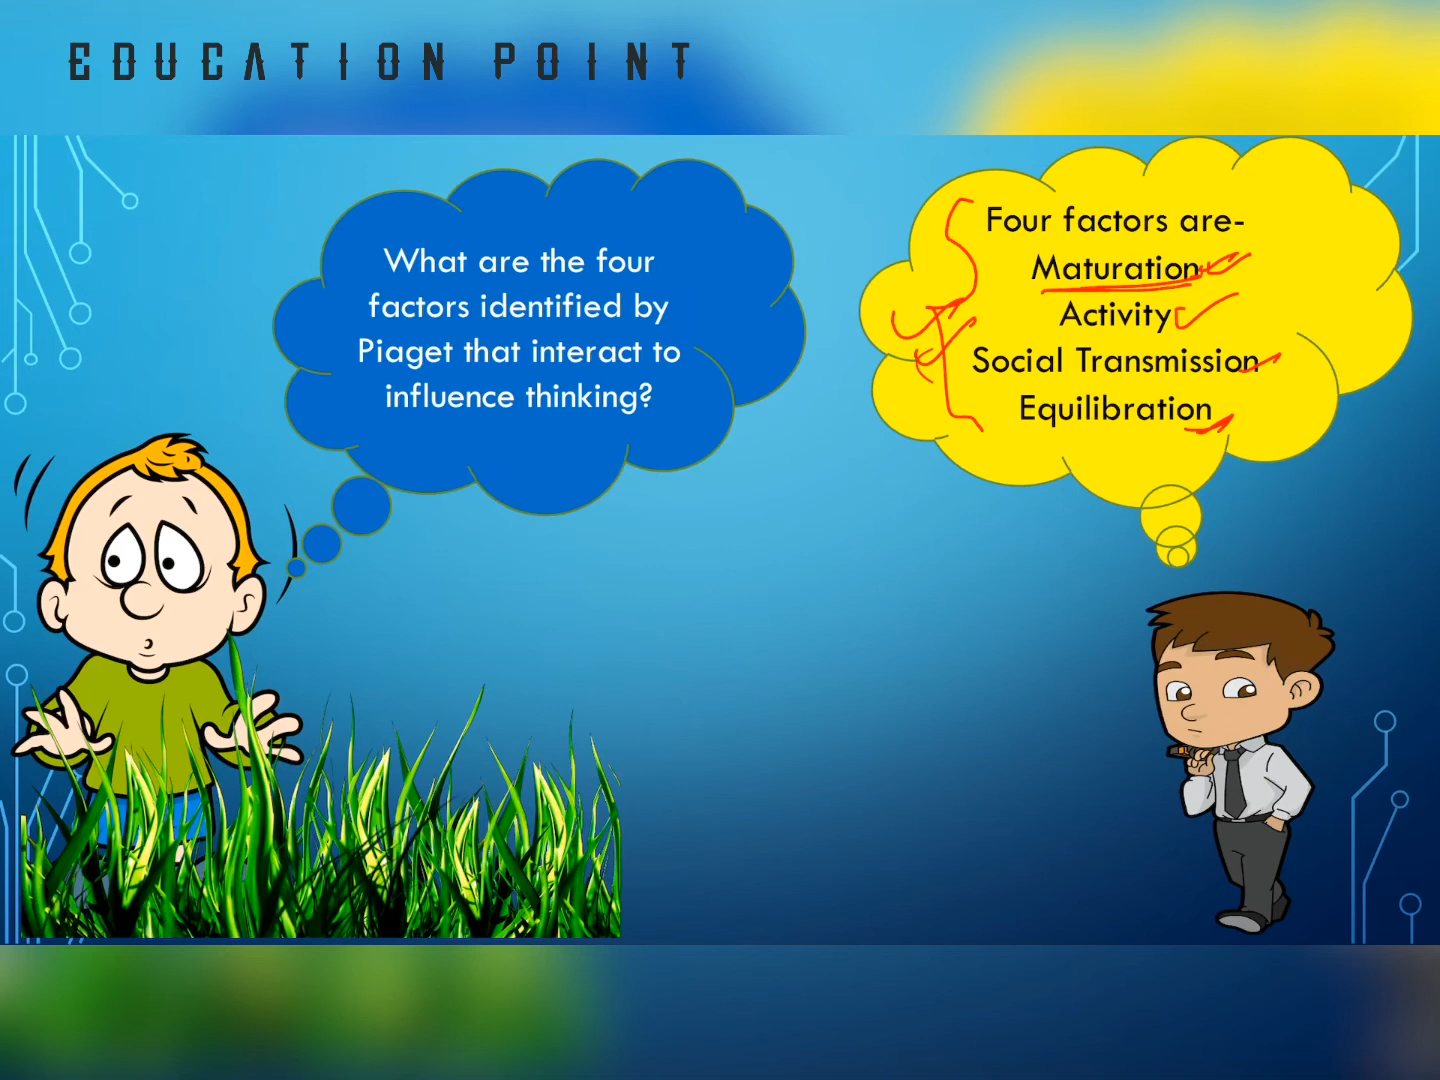 EDUCATION POINT
What are the four
factors identified by
Piaget that interact to
influence thinking?
Four factors are-
Maturation
Activity
Social Transmission
Equilibration